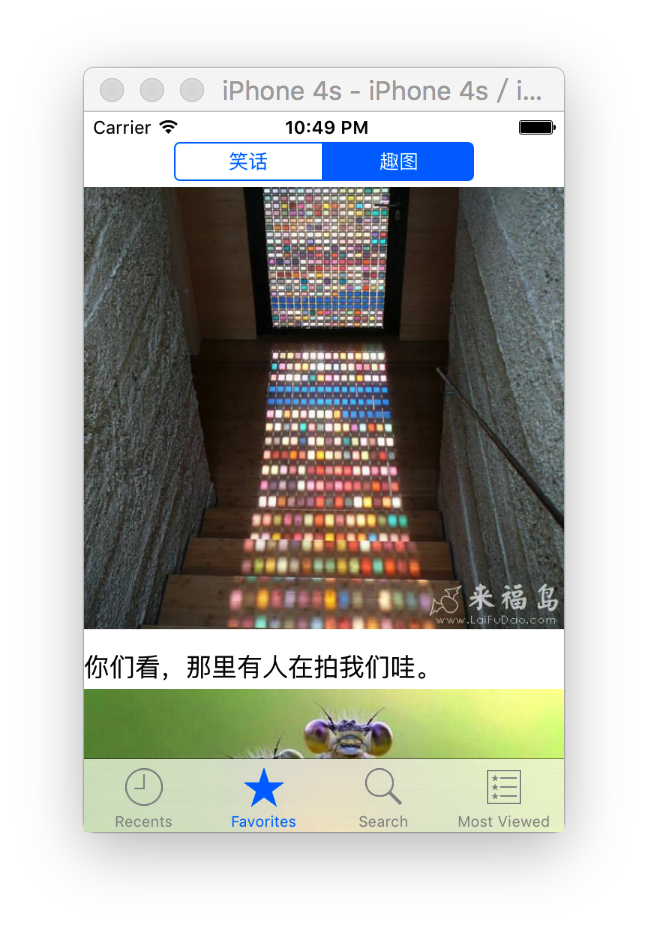 iPhone 4s - iPhone 4s / i...
Carrier 10:49 PM
笑话 趣图
来福岛
www.LaiFuDao.com
你们看，那里有人在拍我们哇。
Recents Favorites Search Most Viewed